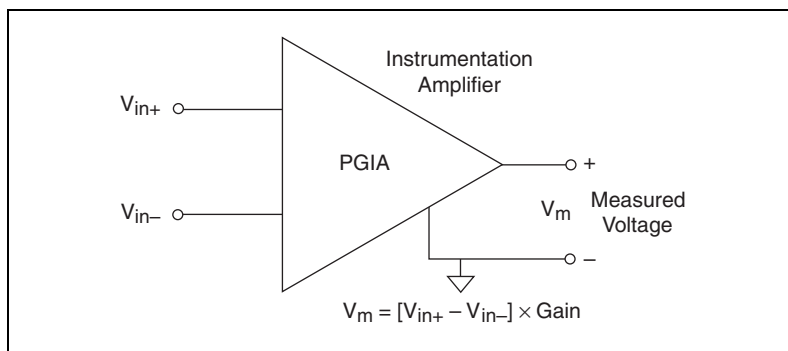 Instrumentation
Amplifier
Vin+
PGIA
+
Vin–
Vm
Measured
Voltage
–
Vm = [Vin+ – Vin–] × Gain